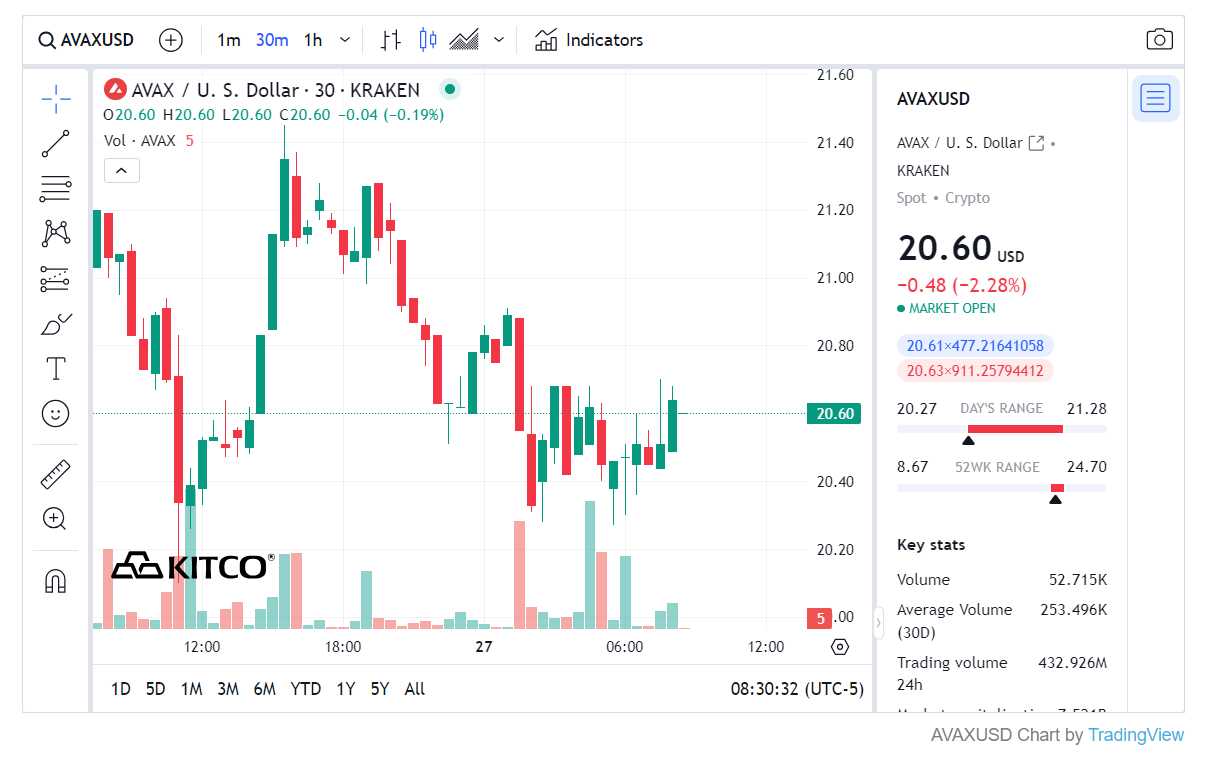 AVAXUSD 1m 30m 1h Indicators
AVAX / U. S. Dollar · 30 · KRAKEN
O20.60 H20.60 L20.60 C20.60 −0.04 (−0.19%)
Vol · AVAX 5
21.60
21.40
21.20
21.00
20.80
20.60
20.40
20.20
5
.00
KITCO®
12:00 18:00 27 06:00 12:00
1D 5D 1M 3M 6M YTD 1Y 5Y All
08:30:32 (UTC-5)
T
AVAXUSD
AVAX / U. S. Dollar •
KRAKEN
Spot • Crypto
20.60 USD
−0.48 (−2.28%)
MARKET OPEN
20.61×477.21641058
20.63×911.25794412
20.27 DAY'S RANGE 21.28
8.67 52WK RANGE 24.70
Key stats
Volume 52.715K
Average Volume 253.496K
(30D)
Trading volume 432.926M
24h
AVAXUSD Chart by TradingView